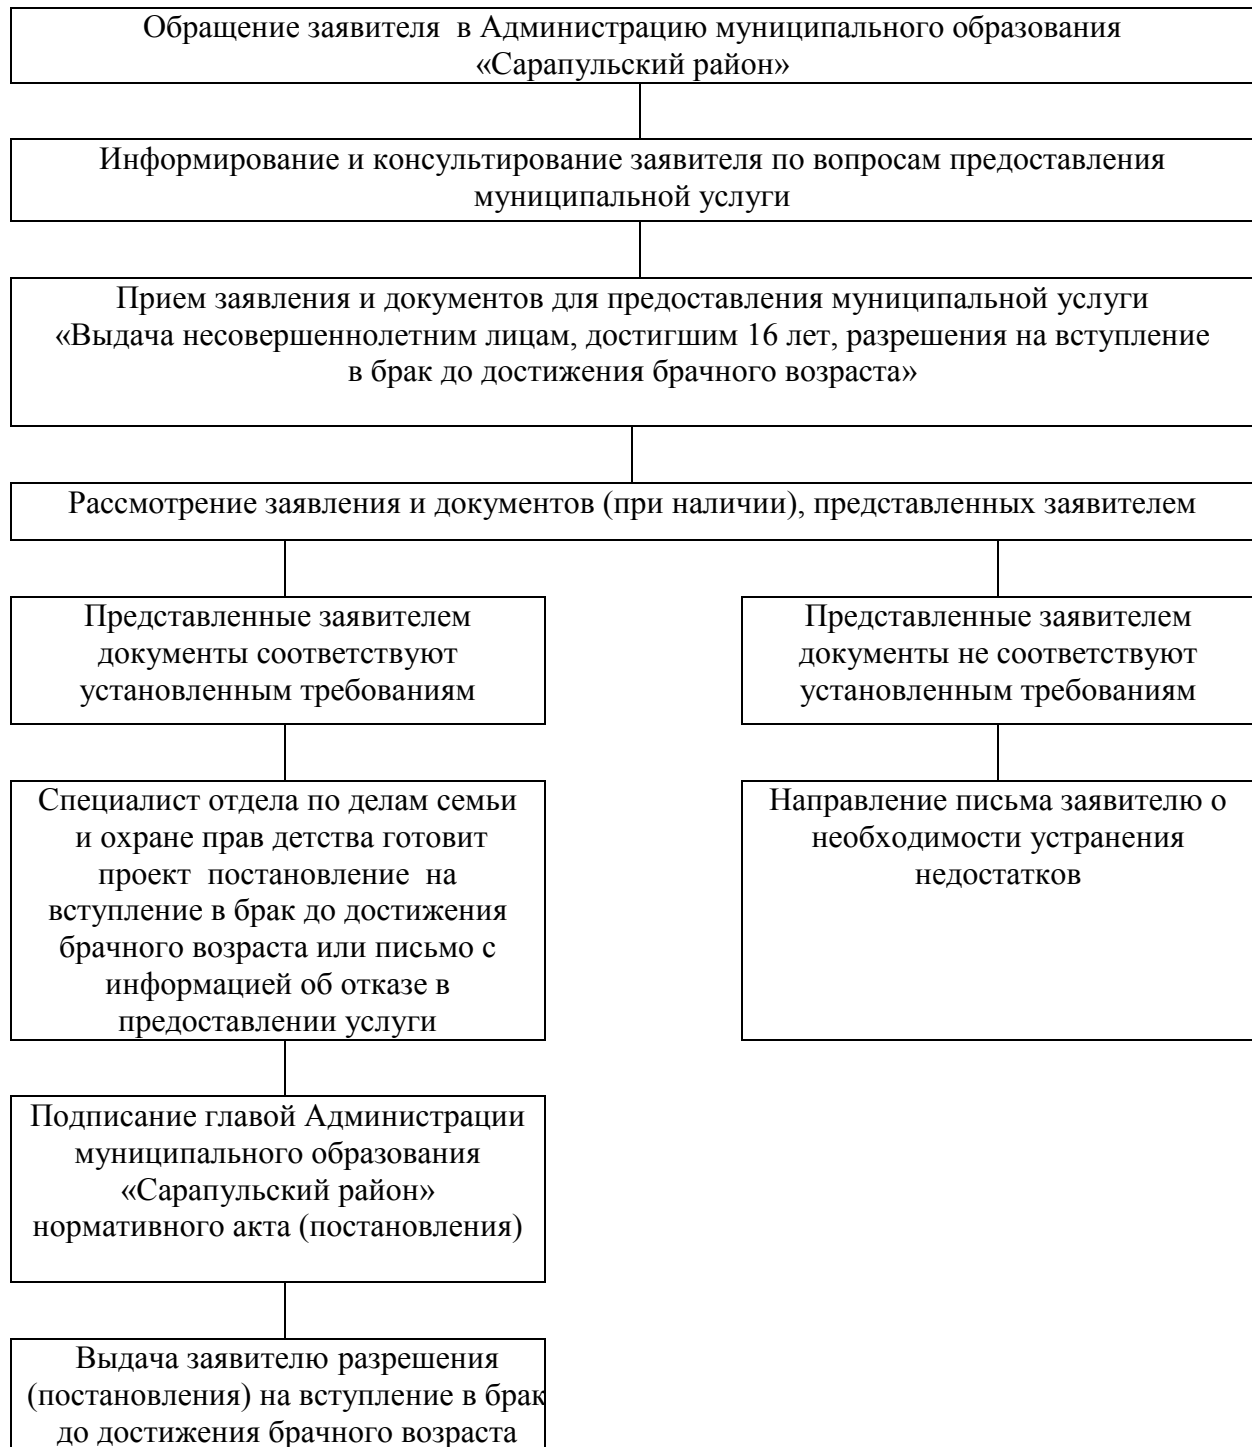 Обращение заявителя  в Администрацию муниципального образования
«Сарапульский район»
Информирование и консультирование заявителя по вопросам предоставления
муниципальной услуги
Прием заявления и документов для предоставления муниципальной услуги
«Выдача несовершеннолетним лицам, достигшим 16 лет, разрешения на вступление
в брак до достижения брачного возраста»
Рассмотрение заявления и документов (при наличии), представленных заявителем
Представленные заявителем
документы соответствуют
установленным требованиям
Представленные заявителем
документы не соответствуют
установленным требованиям
Специалист отдела по делам семьи
и охране прав детства готовит
проект  постановление  на
вступление в брак до достижения
брачного возраста или письмо с
информацией об отказе в
предоставлении услуги
Направление письма заявителю о
необходимости устранения
недостатков
Подписание главой Администрации
муниципального образования
«Сарапульский район»
нормативного акта (постановления)
Выдача заявителю разрешения
(постановления) на вступление в брак
до достижения брачного возраста